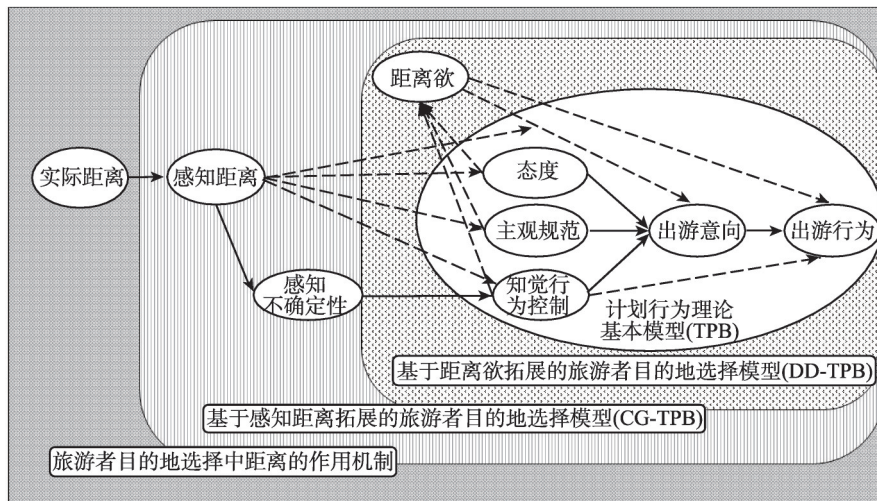 距离欲
实际距离
感知距离
态度
主观规范
出游意向
出游行为
感知
不确定性
知觉行
为控制
计划行为理论
基本模型(TPB)
基于距离欲拓展的旅游者目的地选择模型(DD-TPB)
基于感知距离拓展的旅游者目的地选择模型(CG-TPB)
旅游者目的地选择中距离的作用机制